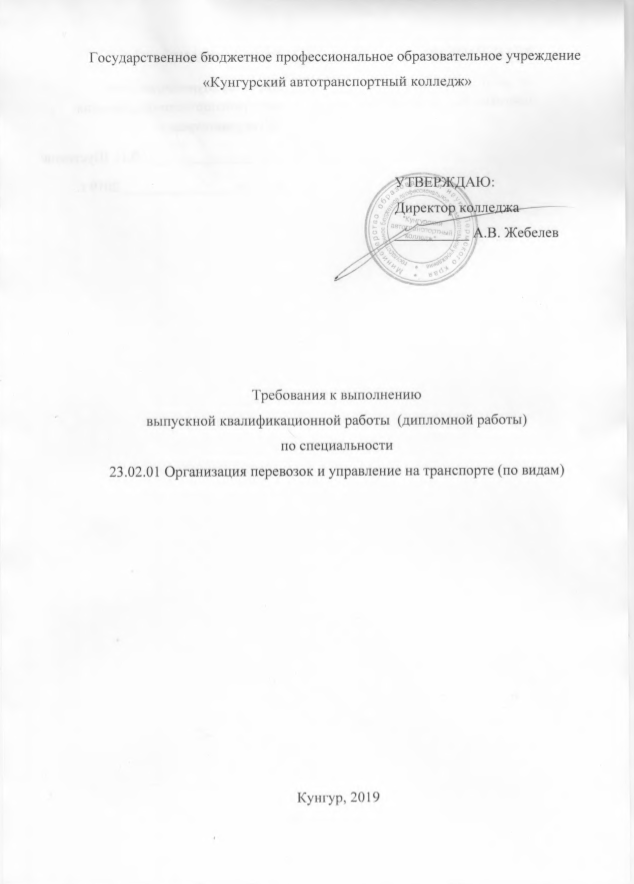 Государственное бюджетное профессиональное образовательное учреждение
«Кунгурский автотранспортный колледж»
УТВЕРЖДАЮ:
Директор колледжа
А.В. Жебелев
Требования к выполнению
выпускной квалификационной работы (дипломной работы)
по специальности
23.02.01 Организация перевозок и управление на транспорте (по видам)
Кунгур, 2019